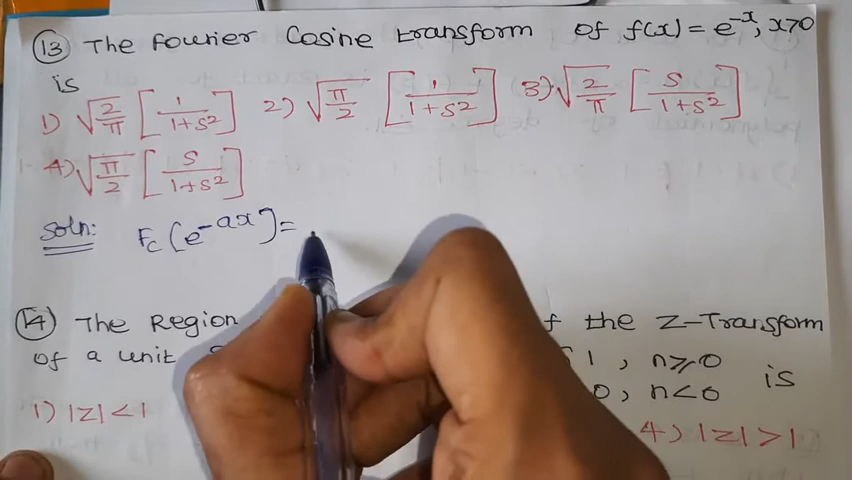 (13) The Fourier Cosine transform of f(x) = e^-x, x>0
is
1) √(2/π) [1/(1+s²)] 2) √(π/2) [1/(1+s²)] 3) √(2/π) [s/(1+s²)]
4) √(π/2) [s/(1+s²)]
Soln: Fc(e^-ax] =
(14) The Region f the Z-Transform
of a unit 1, n≥0
0, n<0 is
1) |z|<1 4) |z|>1